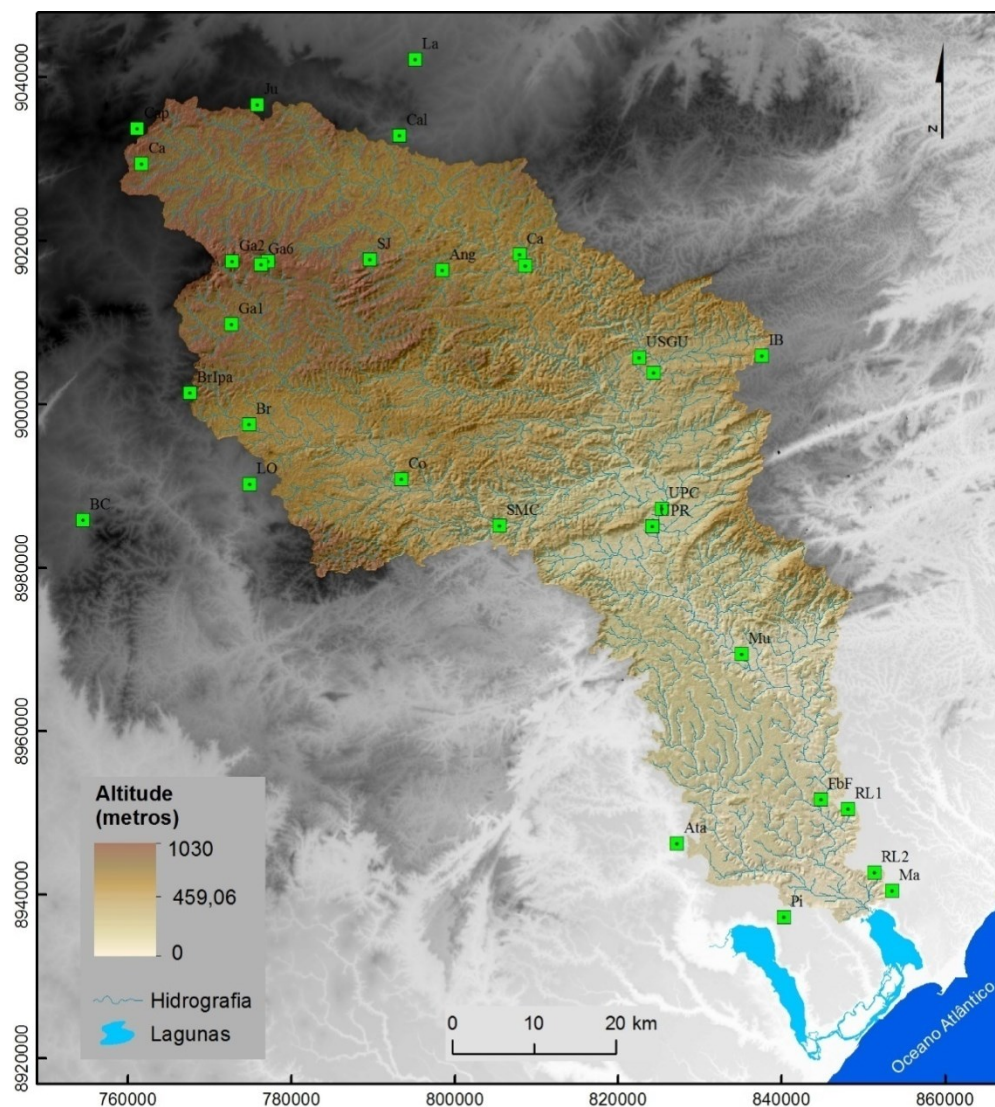 La
Ju
Cap
Cal
Ca
z
Ga2
Ga6
SJ
Ang
Ca
Ga1
USGU
IB
BrIpa
Br
LO
Co
BC
SMC
UPC
UPR
Mu
FbF
RL1
Ata
RL2
Ma
Pi
9040000
9020000
9000000
8980000
8960000
8940000
8920000
Altitude
(metros)
1030
459,06
0
Hidrografia
Lagunas
0 10 20 km
Oceano Atlântico
760000 780000 800000 820000 840000 860000